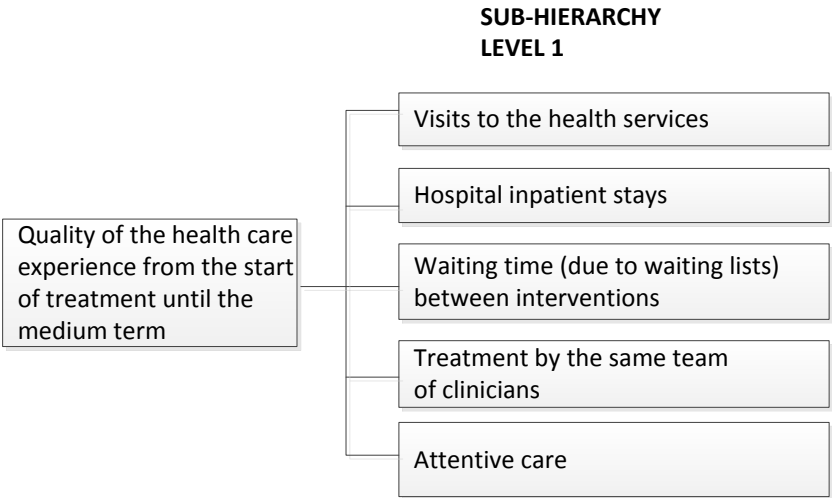 SUB-HIERARCHY
LEVEL 1
Visits to the health services
Hospital inpatient stays
Quality of the health care
experience from the start
of treatment until the
medium term
Waiting time (due to waiting lists)
between interventions
Treatment by the same team
of clinicians
Attentive care